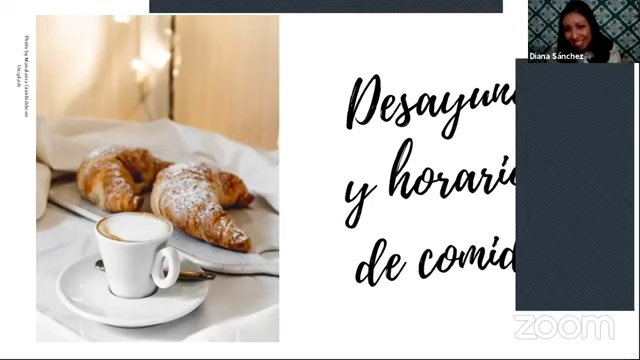 Diana Sánchez
Desayun
y horari
de comid
zoom